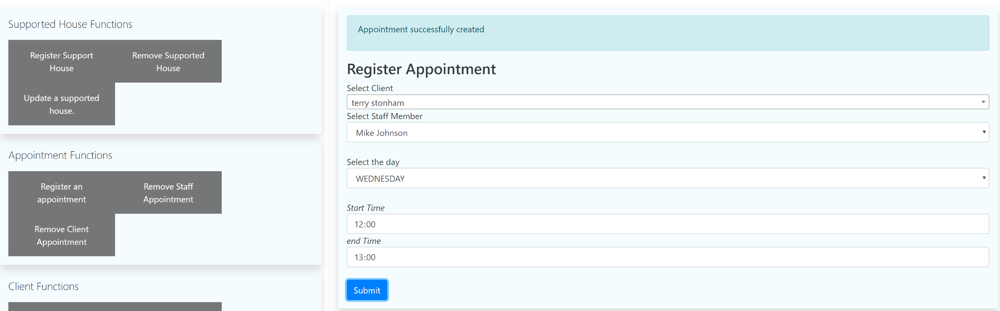 Supported House Functions
Register Support
House
Remove Supported
House
Update a supported
house.
Appointment Functions
Register an
appointment
Remove Staff
Appointment
Remove Client
Appointment
Client Functions
Appointment successfully created
Register Appointment
Select Client
terry stonham
Select Staff Member
Mike Johnson
Select the day
WEDNESDAY
Start Time
12:00
end Time
13:00
Submit